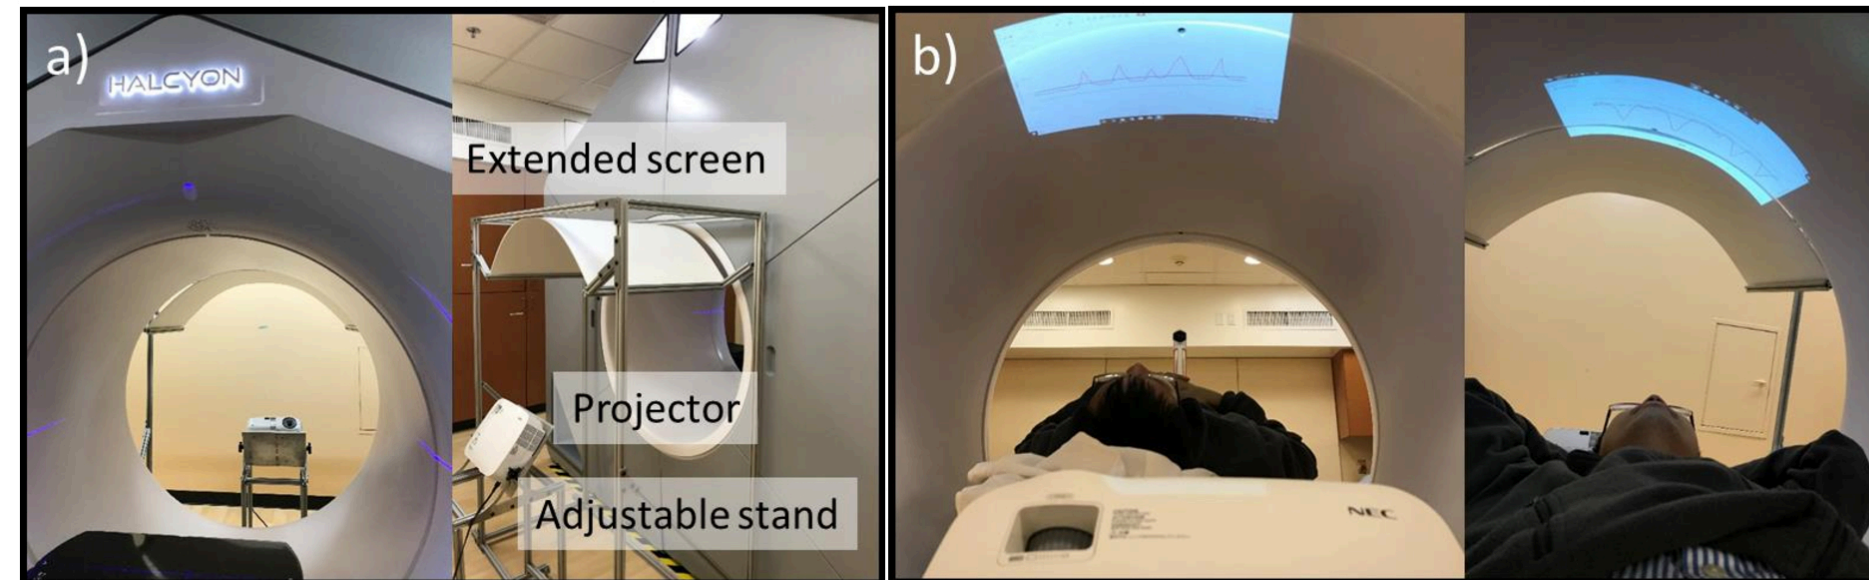 a)
HALCYON
Extended screen
Projector
Adjustable stand
b)
NEC